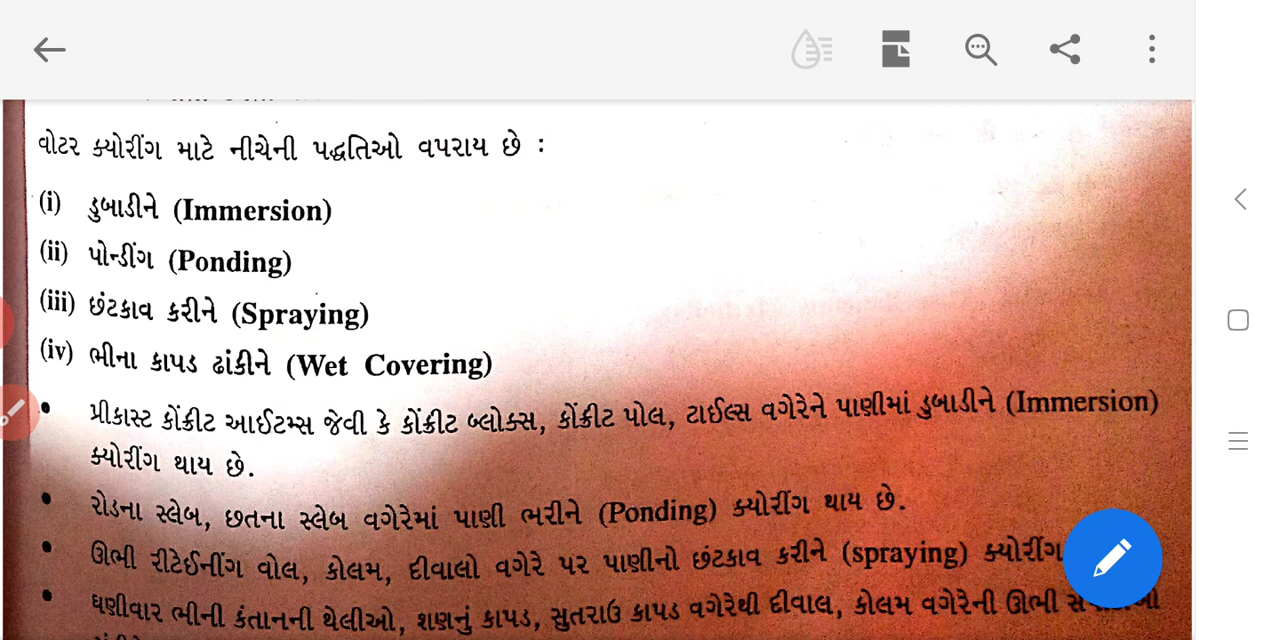 વોટર ક્યોરીંગ માટે નીચેની પદ્ધતિઓ વપરાય છે :
(i) ડુબાડીને (Immersion)
(ii) પોન્ડીંગ (Ponding)
(iii) છંટકાવ કરીને (Spraying)
(iv) ભીના કાપડ ઢાંકીને (Wet Covering)
• પ્રીકાસ્ટ કોંક્રીટ આઈટમ્સ જેવી કે કોંક્રીટ બ્લોક્સ, કોંક્રીટ પોલ, ટાઈલ્સ વગેરેને પાણીમાં ડુબાડીને (Immersion)
ક્યોરીંગ થાય છે.
• રોડના સ્લેબ, છતના સ્લેબ વગેરેમાં પાણી ભરીને (Ponding) ક્યોરીંગ થાય છે.
• ઊભી રીટેઈનીંગ વોલ, કોલમ, દીવાલો વગેરે પર પાણીનો છંટકાવ કરીને (spraying) ક્યોરીંગ
• ઘણીવાર ભીની કંતાનની થેલીઓ, શણનું કાપડ, સુતરાઉ કાપડ વગેરેથી દીવાલ, કોલમ વગેરેની ઊભી